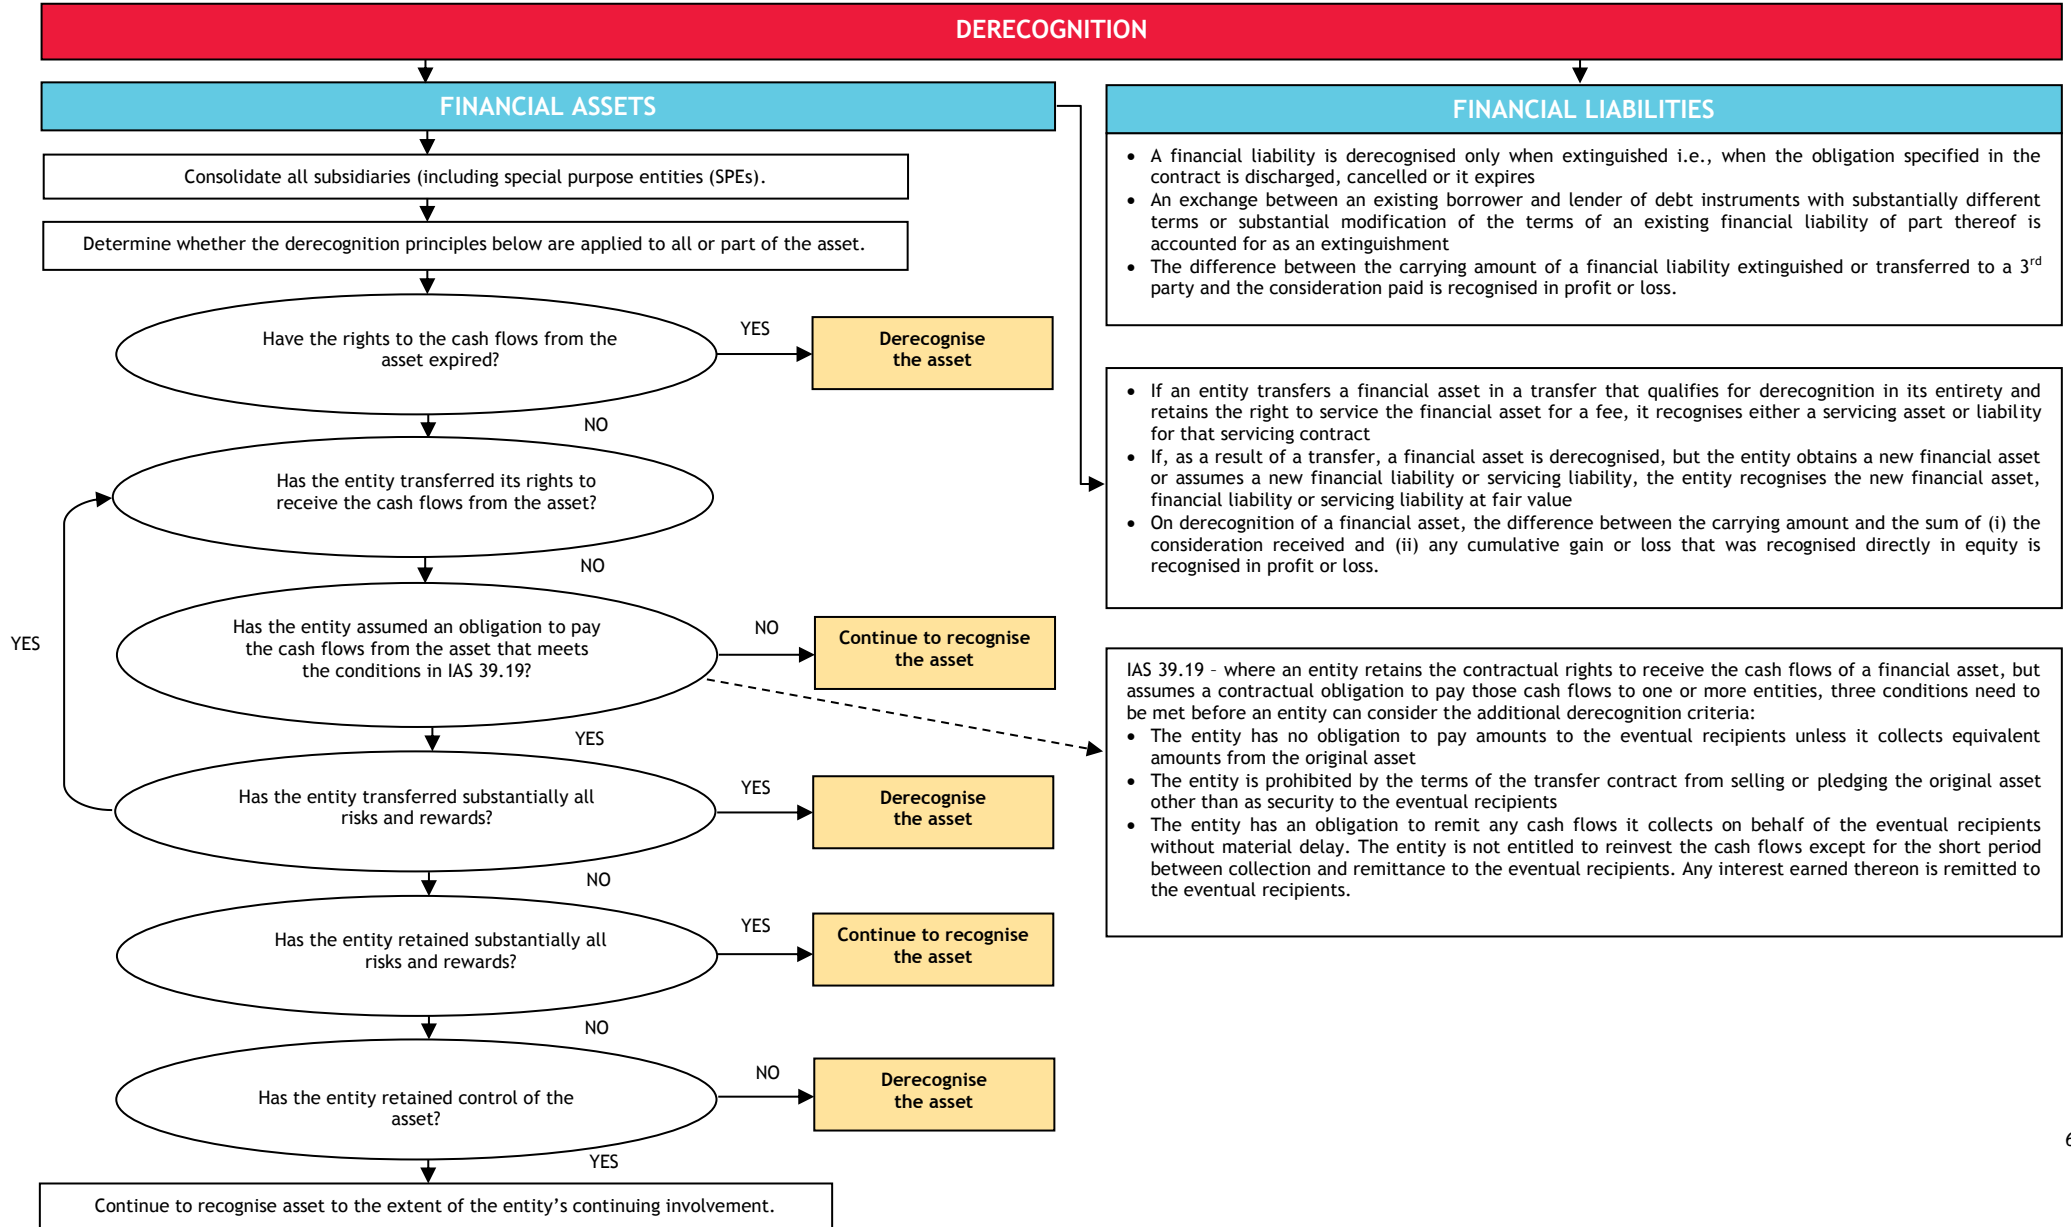 DERECOGNITION
FINANCIAL ASSETS
Consolidate all subsidiaries (including special purpose entities (SPEs).
Determine whether the derecognition principles below are applied to all or part of the asset.
Have the rights to the cash flows from the
asset expired?
YES
Derecognise
the asset
NO
Has the entity transferred its rights to
receive the cash flows from the asset?
NO
Has the entity assumed an obligation to pay
the cash flows from the asset that meets
the conditions in IAS 39.19?
NO
Continue to recognise
the asset
YES
YES
Has the entity transferred substantially all
risks and rewards?
YES
Derecognise
the asset
NO
Has the entity retained substantially all
risks and rewards?
YES
Continue to recognise
the asset
NO
Has the entity retained control of the
asset?
NO
Derecognise
the asset
YES
Continue to recognise asset to the extent of the entity’s continuing involvement.
FINANCIAL LIABILITIES
• A financial liability is derecognised only when extinguished i.e., when the obligation specified in the
contract is discharged, cancelled or it expires
• An exchange between an existing borrower and lender of debt instruments with substantially different
terms or substantial modification of the terms of an existing financial liability of part thereof is
accounted for as an extinguishment
• The difference between the carrying amount of a financial liability extinguished or transferred to a 3rd
party and the consideration paid is recognised in profit or loss.
• If an entity transfers a financial asset in a transfer that qualifies for derecognition in its entirety and
retains the right to service the financial asset for a fee, it recognises either a servicing asset or liability
for that servicing contract
• If, as a result of a transfer, a financial asset is derecognised, but the entity obtains a new financial asset
or assumes a new financial liability or servicing liability, the entity recognises the new financial asset,
financial liability or servicing liability at fair value
• On derecognition of a financial asset, the difference between the carrying amount and the sum of (i) the
consideration received and (ii) any cumulative gain or loss that was recognised directly in equity is
recognised in profit or loss.
IAS 39.19 - where an entity retains the contractual rights to receive the cash flows of a financial asset, but
assumes a contractual obligation to pay those cash flows to one or more entities, three conditions need to
be met before an entity can consider the additional derecognition criteria:
• The entity has no obligation to pay amounts to the eventual recipients unless it collects equivalent
amounts from the original asset
• The entity is prohibited by the terms of the transfer contract from selling or pledging the original asset
other than as security to the eventual recipients
• The entity has an obligation to remit any cash flows it collects on behalf of the eventual recipients
without material delay. The entity is not entitled to reinvest the cash flows except for the short period
between collection and remittance to the eventual recipients. Any interest earned thereon is remitted to
the eventual recipients.